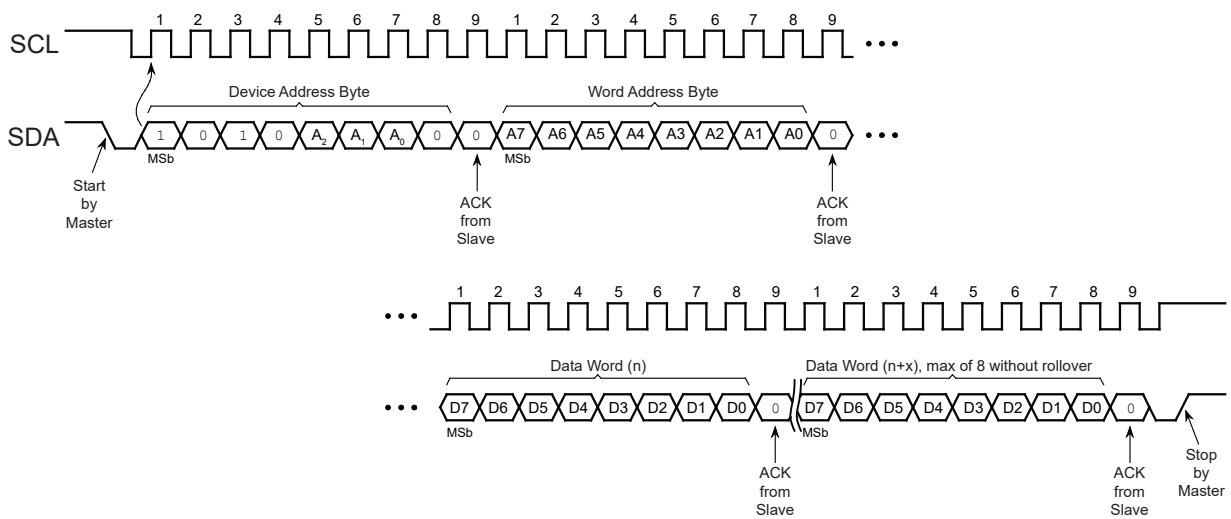 1 2 3 4 5 6 7 8 9 1 2 3 4 5 6 7 8 9
SCL
Device Address Byte Word Address Byte
SDA 1 0 1 0 A2 A1 A0 0 0 A7 A6 A5 A4 A3 A2 A1 A0 0
MSb MSb
Start
by
Master
ACK
from
Slave
ACK
from
Slave
1 2 3 4 5 6 7 8 9 1 2 3 4 5 6 7 8 9
Data Word (n) Data Word (n+x), max of 8 without rollover
D7 D6 D5 D4 D3 D2 D1 D0 0 D7 D6 D5 D4 D3 D2 D1 D0 0
MSb MSb
ACK
from
Slave
ACK
from
Slave
Stop
by
Master